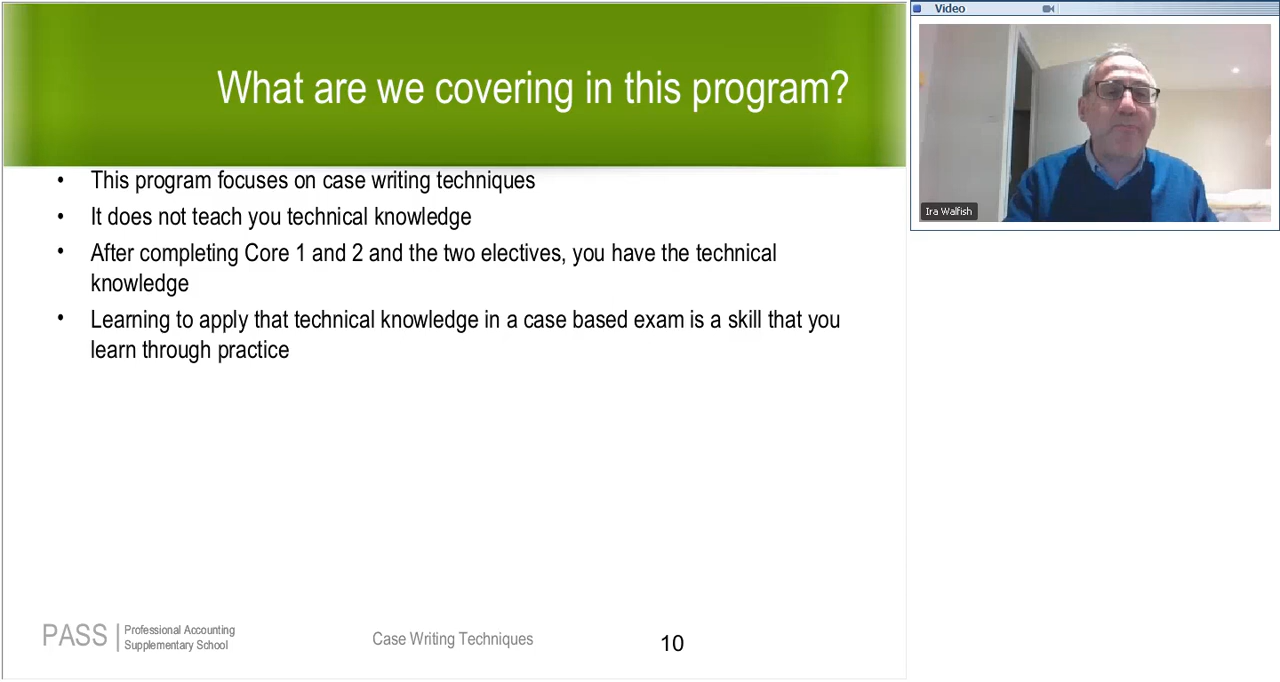 What are we covering in this program?
• This program focuses on case writing techniques
• It does not teach you technical knowledge
• After completing Core 1 and 2 and the two electives, you have the technical
knowledge
• Learning to apply that technical knowledge in a case based exam is a skill that you
learn through practice
PASS
Professional Accounting
Supplementary School
Case Writing Techniques
10
Video
Ira Walfish